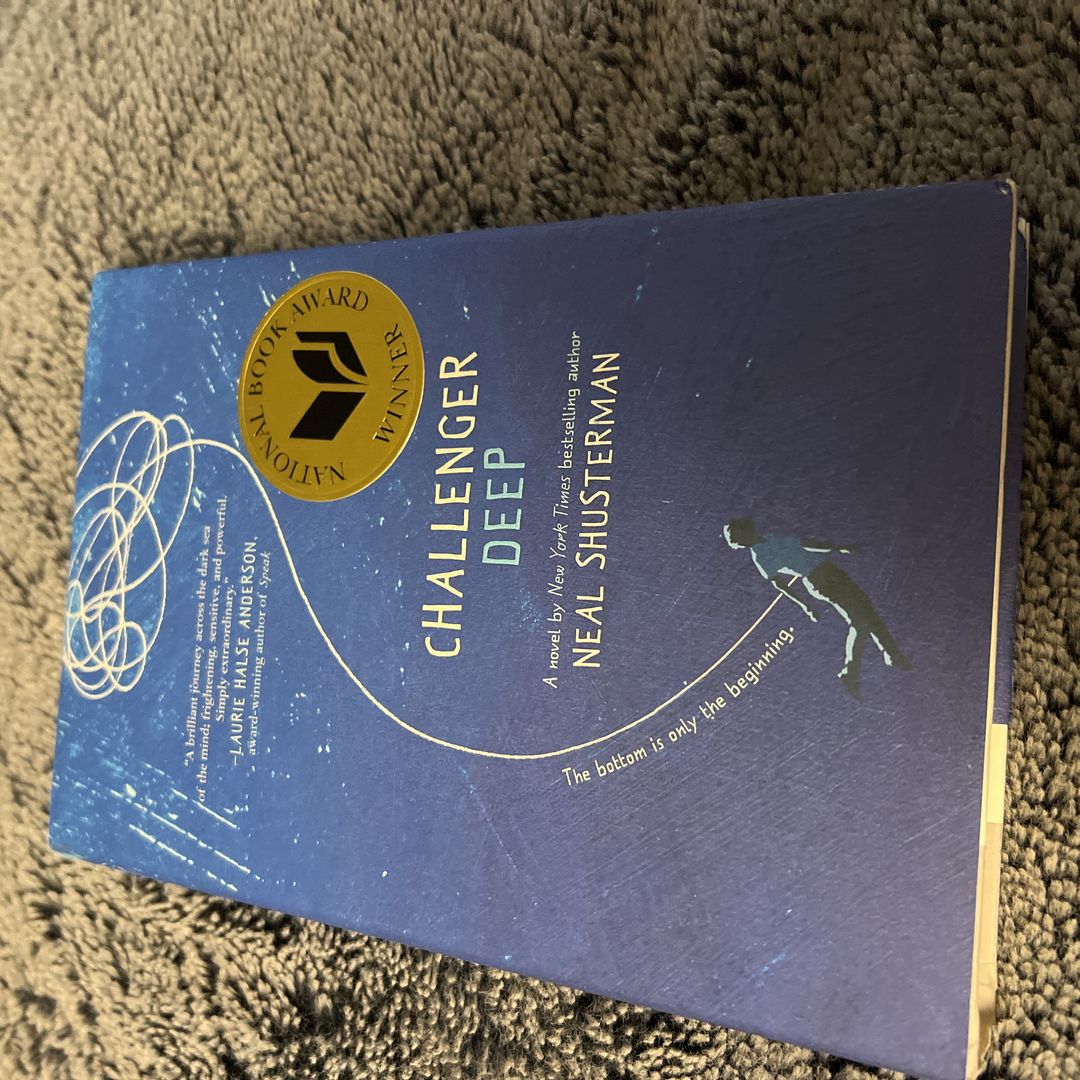 "A brilliant journey across the dark sea
of the mind; frightening, sensitive, and powerful.
Simply extraordinary."
—LAURIE HALSE ANDERSON,
award-winning author of Speak
NATIONAL BOOK AWARD
WINNER
CHALLENGER
DEEP
A novel by New York Times bestselling author
NEAL SHUSTERMAN
The bottom is only the beginning.